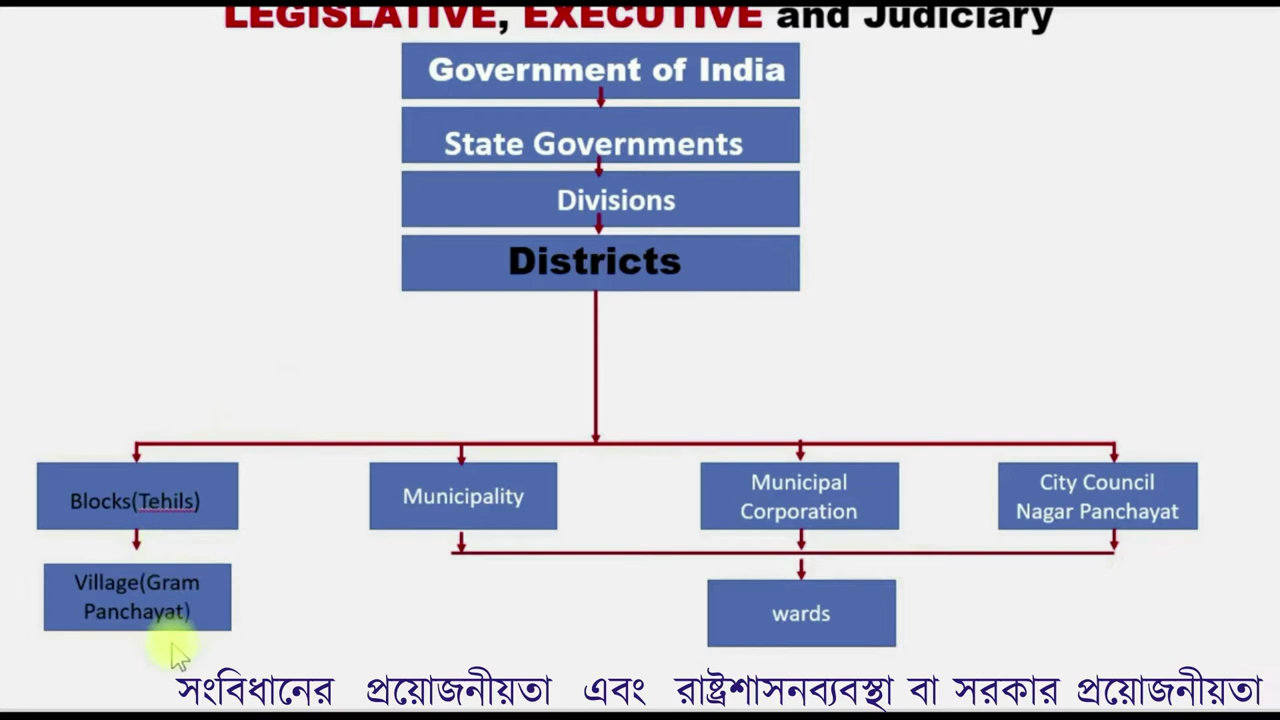 LEGISLATIVE, EXECUTIVE and Judiciary
Government of India
State Governments
Divisions
Districts
Blocks(Tehils)
Municipality
Municipal
Corporation
City Council
Nagar Panchayat
Village(Gram
Panchayat)
wards
সংবিধানের প্রয়োজনীয়তা এবং রাষ্ট্রশাসনব্যবস্থা বা সরকার প্রয়োজনীয়তা